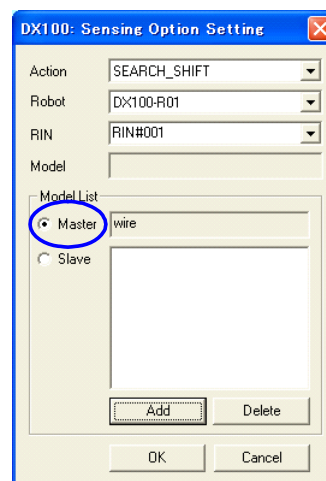 DX100: Sensing Option Setting
Action SEARCH_SHIFT
Robot DX100-R01
RIN RIN#001
Model
Model List
Master wire
Slave
Add Delete
OK Cancel